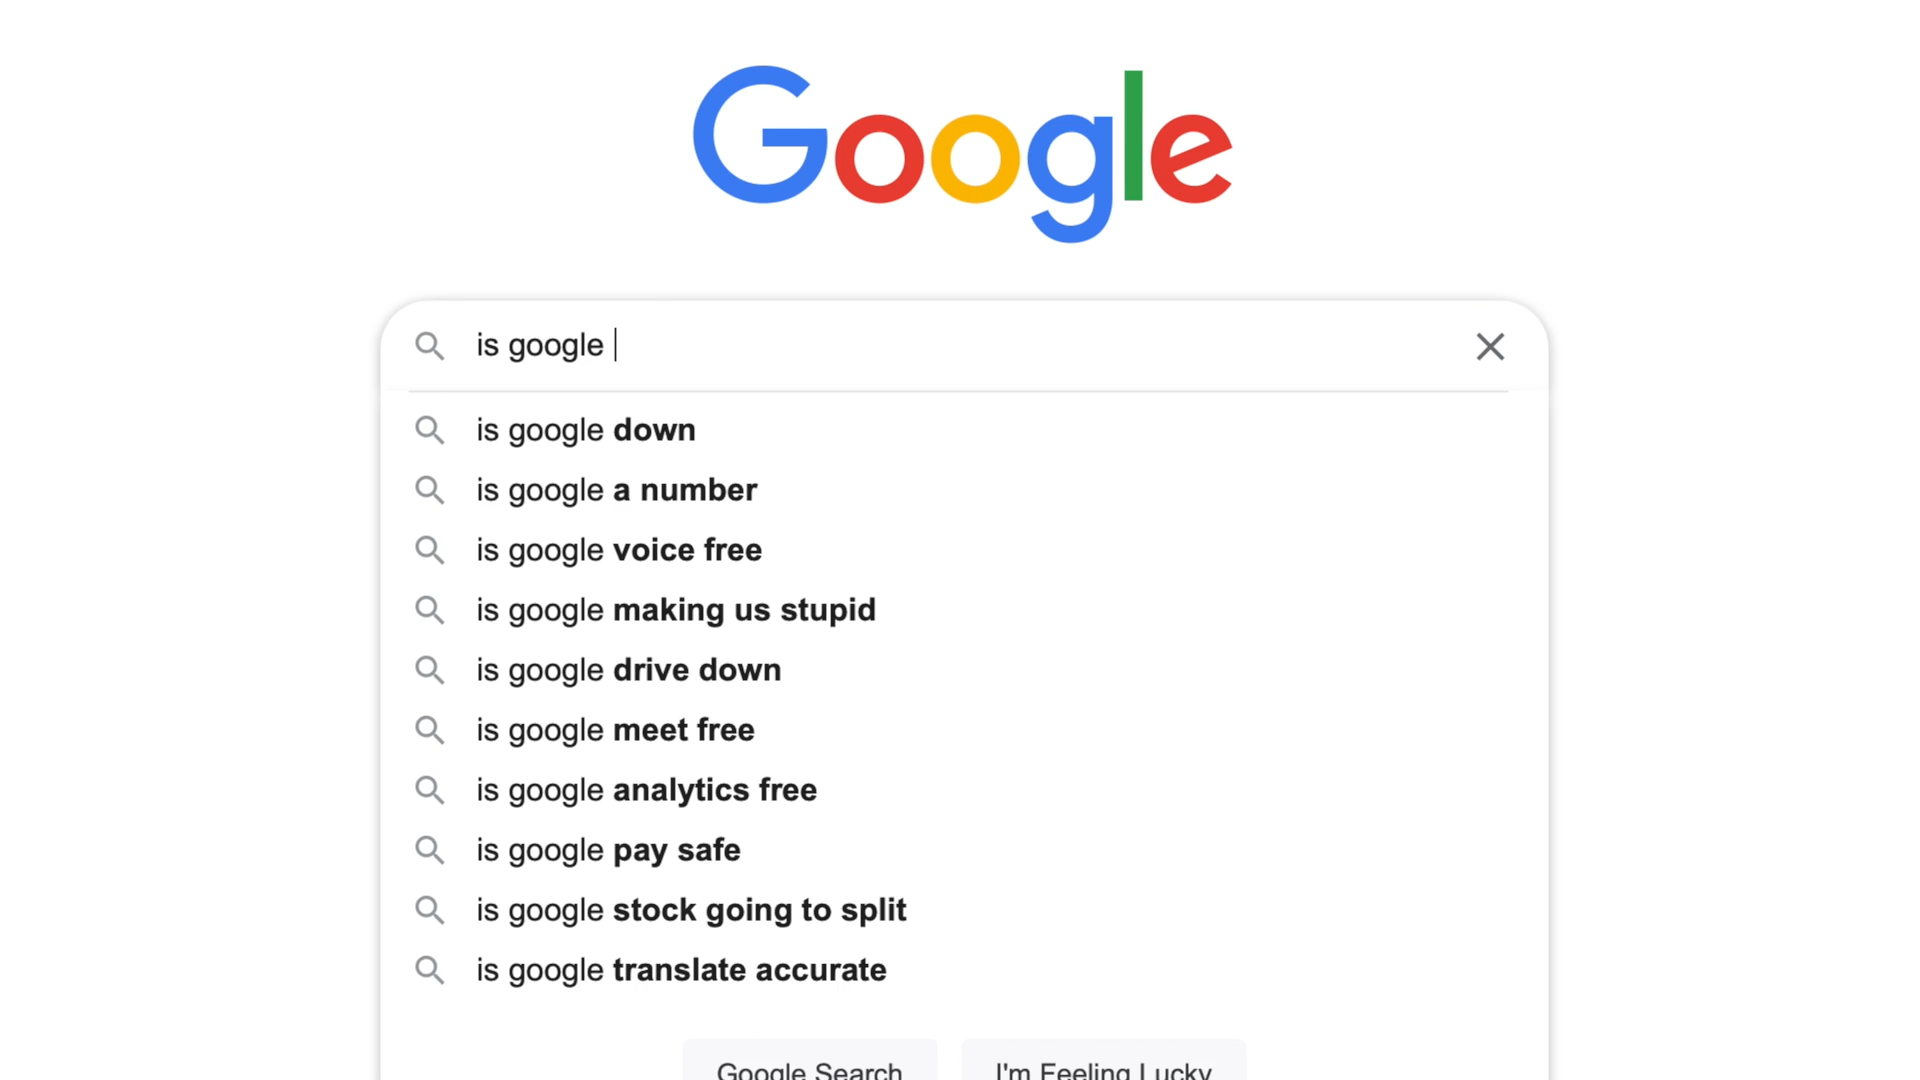 Google
is google
is google down
is google a number
is google voice free
is google making us stupid
is google drive down
is google meet free
is google analytics free
is google pay safe
is google stock going to split
is google translate accurate
Google Search
I'm Feeling Lucky